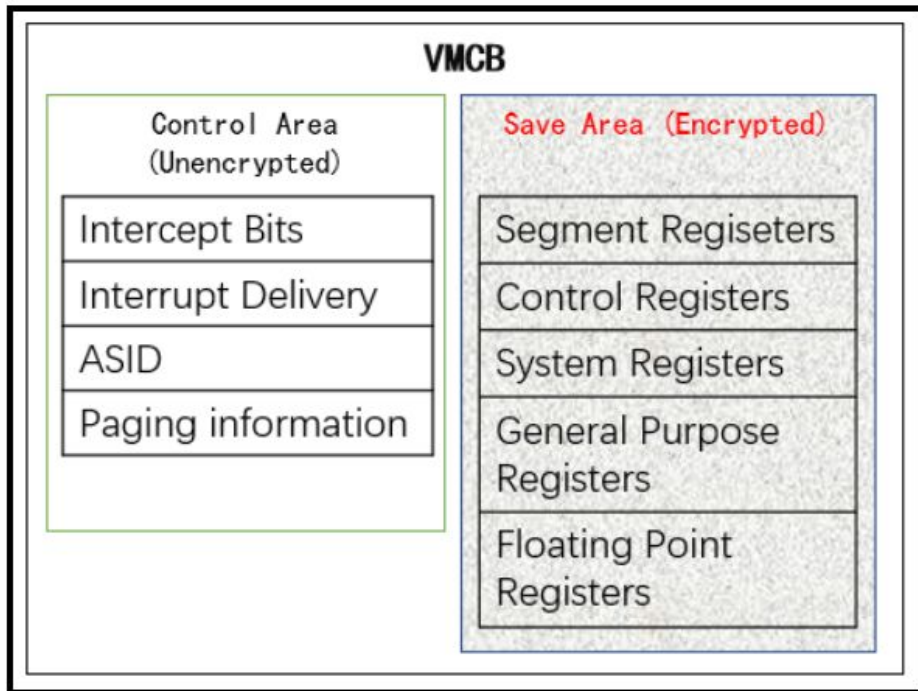 VMCB
Control Area
(Unencrypted)
Intercept Bits
Interrupt Delivery
ASID
Paging information
Save Area (Encrypted)
Segment Regiseters
Control Registers
System Registers
General Purpose
Registers
Floating Point
Registers